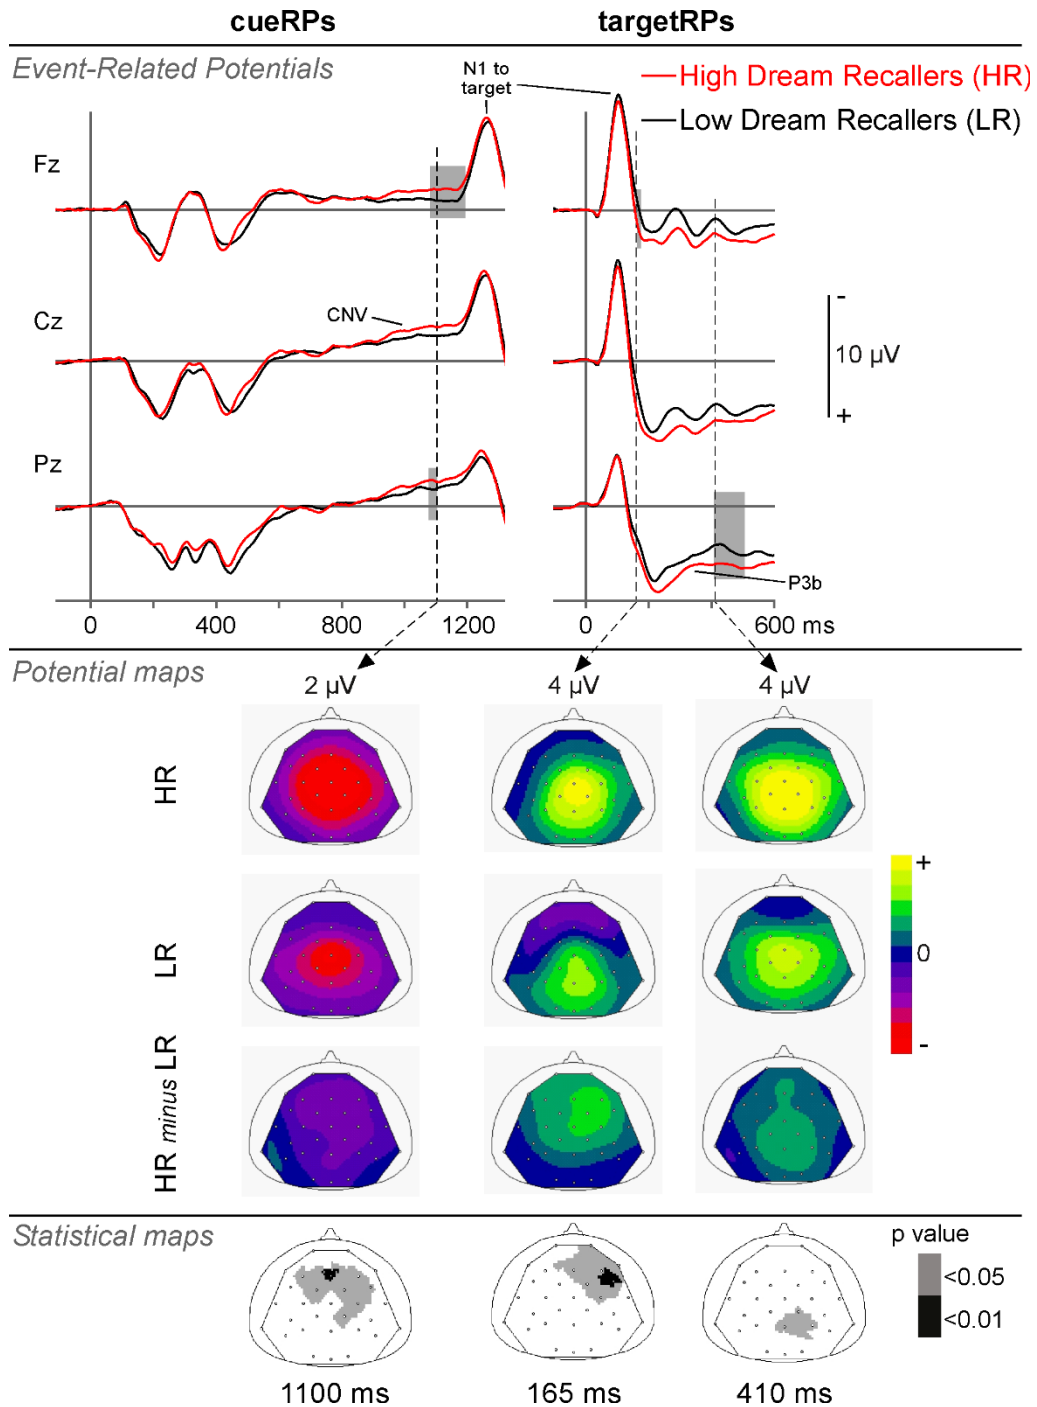 cueRPs
targetRPs
Event-Related Potentials
N1 to
target
High Dream Recallers (HR)
Low Dream Recallers (LR)
Fz
Cz
CNV
-
10 µV
+
Pz
P3b
0
400
800
1200
0
600 ms
Potential maps
2 µV
4 µV
4 µV
HR
+
LR
0
-
HR minus LR
Statistical maps
p value
<0.05
<0.01
1100 ms
165 ms
410 ms